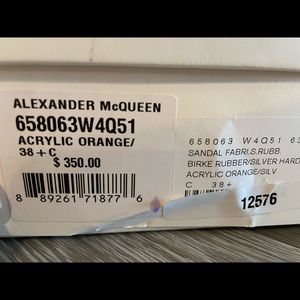 ALEXANDER McQUEEN
658063W4Q51
ACRYLIC ORANGE/
38+C
$ 350.00
8 89261 71877 6
658063 W4Q51 63
SANDAL FABRI.S.RUBB.
BIRKE RUBBER/SILVER HARD
ACRYLIC ORANGE/SILV
C 38+
12576